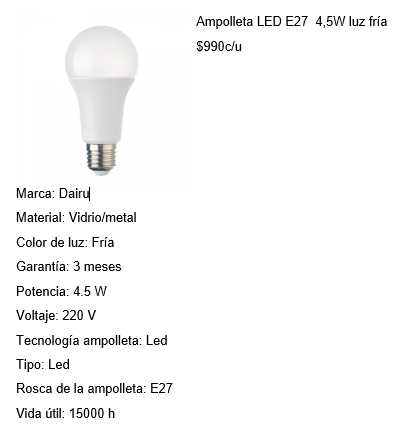 Ampolleta LED E27  4,5W luz fría
$990c/u
Marca: Dairu
Material: Vidrio/metal
Color de luz: Fría
Garantía: 3 meses
Potencia: 4.5 W
Voltaje: 220 V
Tecnología ampolleta: Led
Tipo: Led
Rosca de la ampolleta: E27
Vida útil: 15000 h